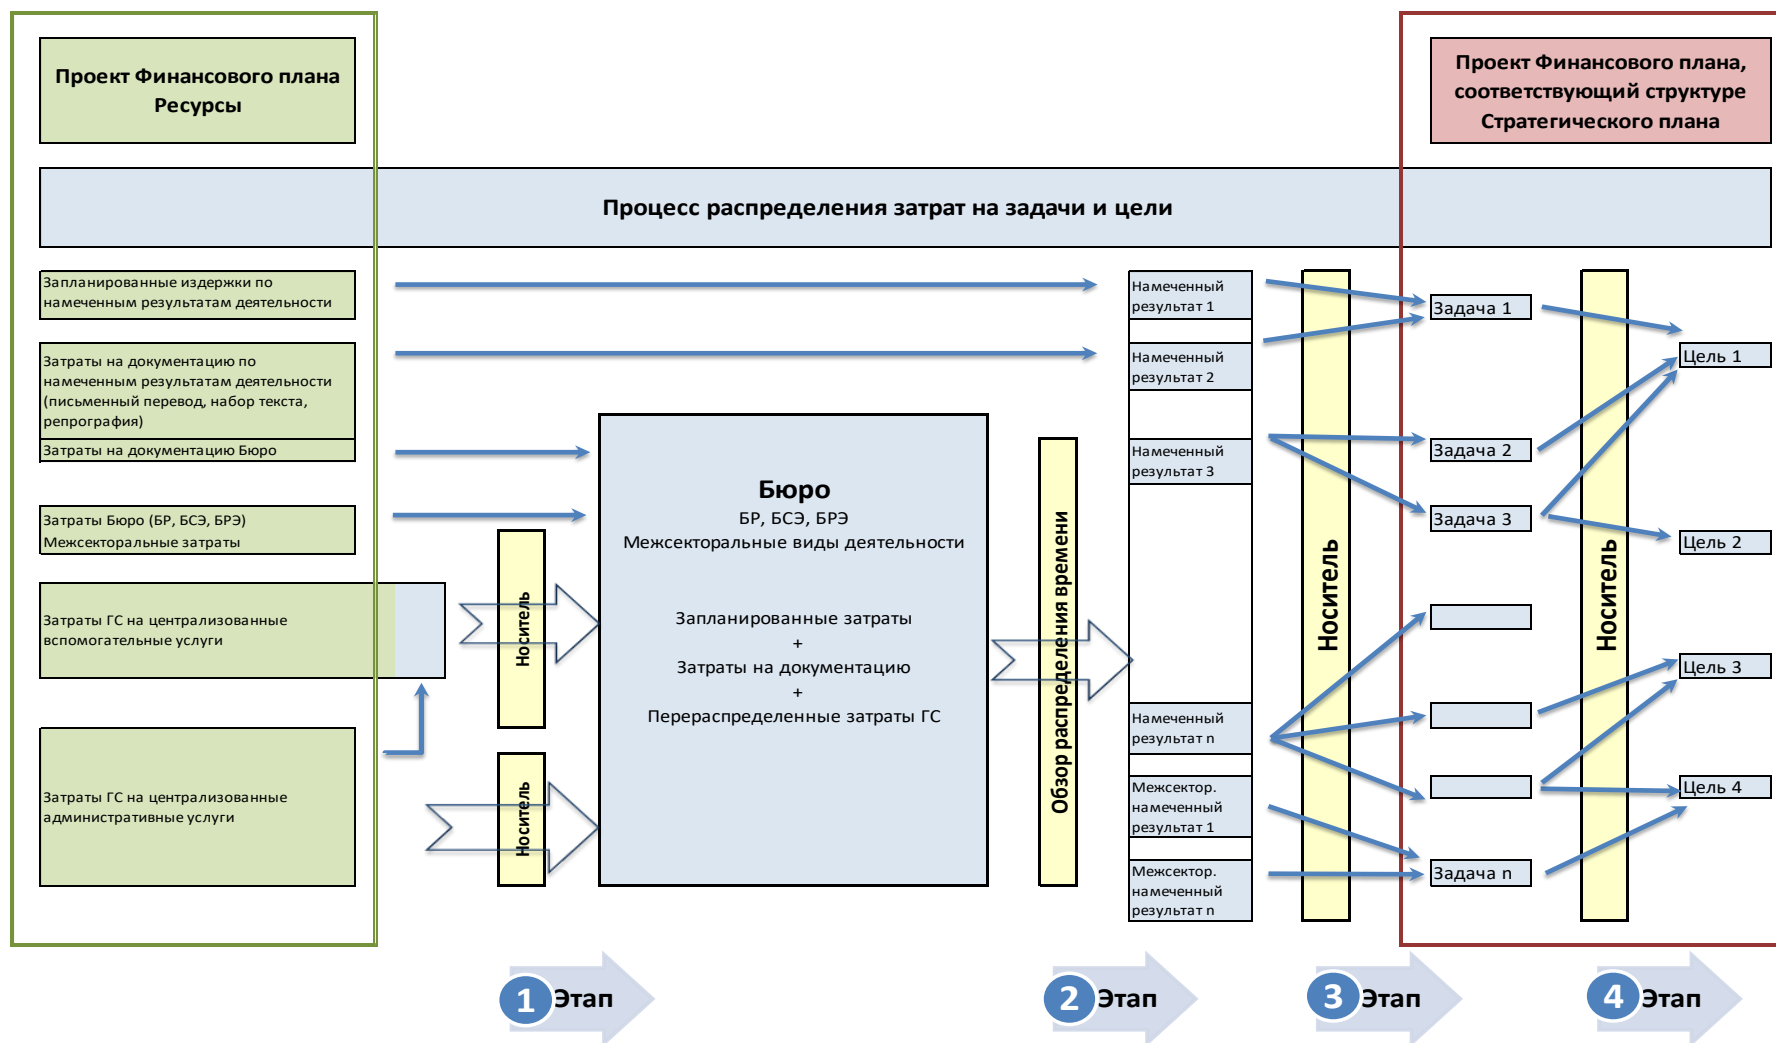 Проект Финансового плана
Ресурсы
Проект Финансового плана,
соответствующий структуре
Стратегического плана
Процесс распределения затрат на задачи и цели
Запланированные издержки по
намеченным результатам деятельности
Затраты на документацию по
намеченным результатам деятельности
(письменный перевод, набор текста,
репрография)
Затраты на документацию Бюро
Затраты Бюро (БР, БСЭ, БРЭ)
Межсекторальные затраты
Затраты ГС на централизованные
вспомогательные услуги
Затраты ГС на централизованные
административные услуги
Носитель
Носитель
Бюро
БР, БСЭ, БРЭ
Межсекторальные виды деятельности
Запланированные затраты
+
Затраты на документацию
+
Перераспределенные затраты ГС
Обзор распределения времени
Намеченный
результат 1
Намеченный
результат 2
Намеченный
результат 3
Намеченный
результат n
Межсектор.
намеченный
результат 1
Межсектор.
намеченный
результат n
Носитель
Задача 1
Задача 2
Задача 3
Задача n
Носитель
Цель 1
Цель 2
Цель 3
Цель 4
1 Этап
2 Этап
3 Этап
4 Этап